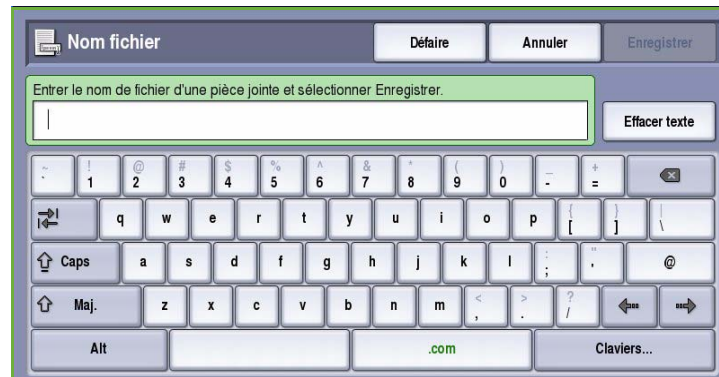 Nom fichier Défaire Annuler Enregistrer
Entrer le nom de fichier d'une pièce jointe et sélectionner Enregistrer.
Effacer texte
~ ! @ # $ % ^ & * ( ) _ +
` 1 2 3 4 5 6 7 8 9 0 - =
q w e r t y u i o p { [ } ] | \
Caps a s d f g h j k l : ; " ' @
Maj. z x c v b n m < , > . ? /
Alt .com Claviers...